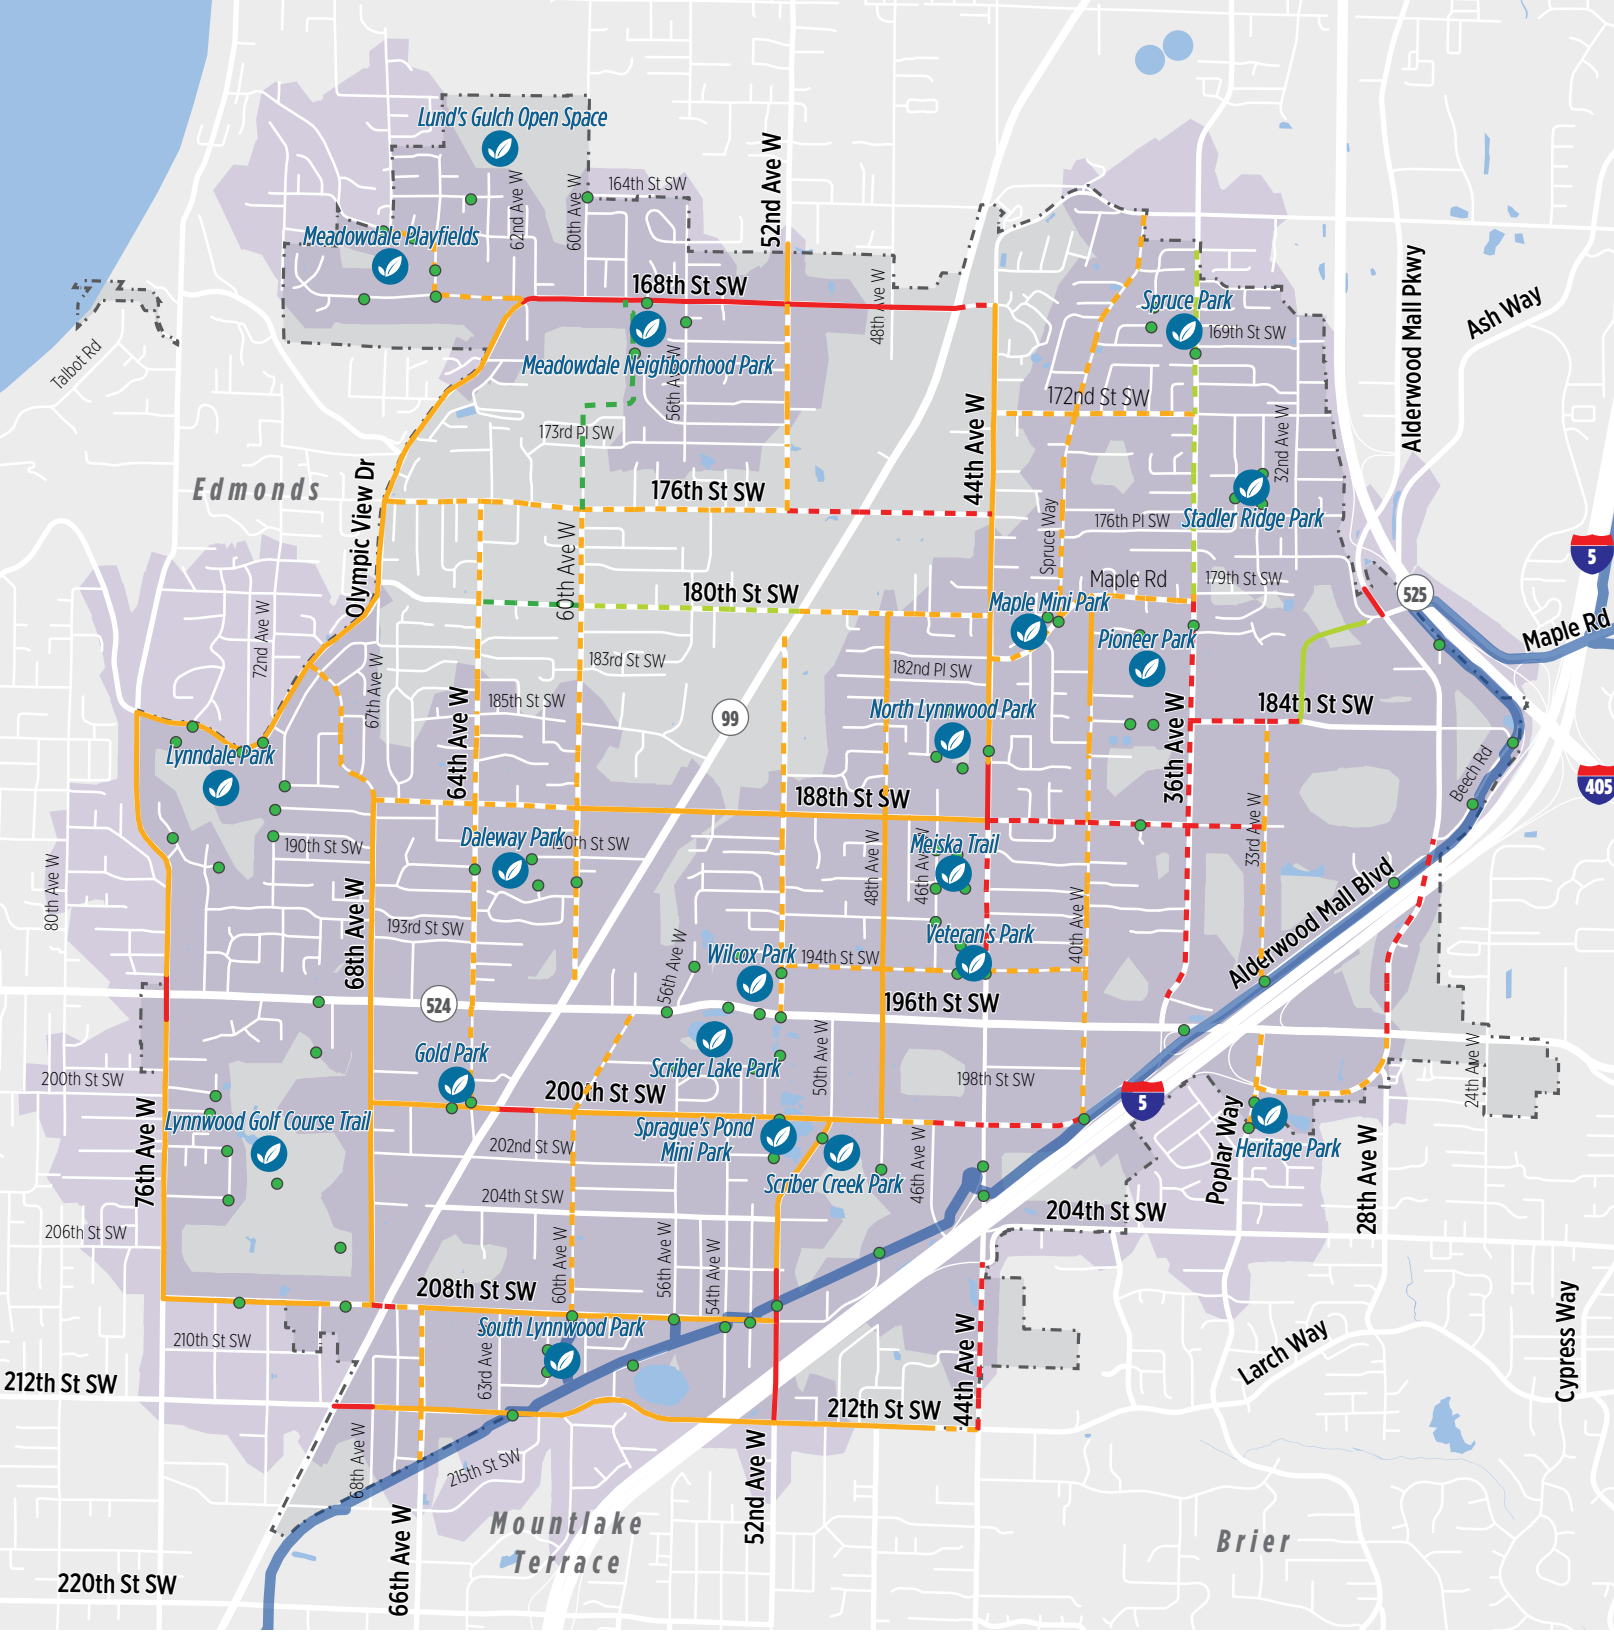 Lund's Gulch Open Space
52nd Ave W
164th St SW
62nd Ave W
60th Ave W
Meadowdale Playfields
168th St SW
48th Ave W
Spruce Park
169th St SW
Alderwood Mall Pkwy
Ash Way
Talbot Rd
Meadowdale Neighborhood Park
56th Ave W
172nd St SW
44th Ave W
32nd Ave W
173rd Pl SW
Edmonds
Olympic View Dr
176th St SW
Spruce Way
176th Pl SW
Stadler Ridge Park
5
60th Ave W
180th St SW
Maple Rd
179th St SW
525
Maple Mini Park
Maple Rd
72nd Ave W
Pioneer Park
183rd St SW
182nd Pl SW
67th Ave W
185th St SW
64th Ave W
99
North Lynnwood Park
36th Ave W
184th St SW
Lynndale Park
Beech Rd
405
188th St SW
Daleway Park
190th St SW
0th St SW
48th Ave W
46th Ave W
Meiska Trail
33rd Ave W
80th Ave W
68th Ave W
193rd St SW
Veteran's Park
40th Ave W
Alderwood Mall Blvd
56th Ave W
Wilcox Park
194th St SW
524
196th St SW
Gold Park
Scriber Lake Park
50th Ave W
198th St SW
24th Ave W
200th St SW
200th St SW
5
Lynnwood Golf Course Trail
Sprague's Pond
Mini Park
Poplar Way
Heritage Park
76th Ave W
202nd St SW
Scriber Creek Park
46th Ave W
28th Ave W
204th St SW
204th St SW
206th St SW
60th Ave W
56th Ave W
54th Ave W
208th St SW
South Lynnwood Park
210th St SW
63rd Ave W
44th Ave W
Larch Way
Cypress Way
212th St SW
212th St SW
68th Ave W
215th St SW
52nd Ave W
66th Ave W
Mountlake
Terrace
Brier
220th St SW